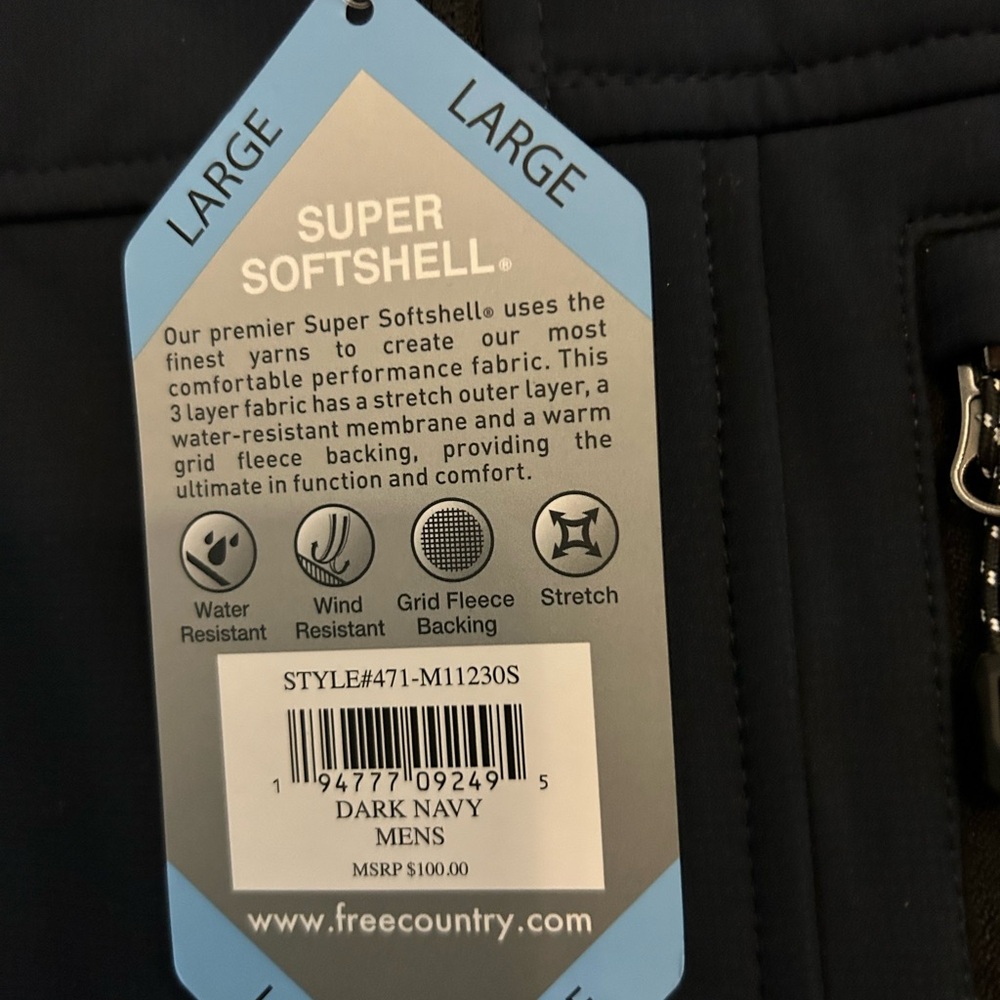 LARGE
LARGE
SUPER
SOFTSHELL®
Our premier Super Softshell® uses the
finest yarns to create our most
comfortable performance fabric. This
3 layer fabric has a stretch outer layer, a
water-resistant membrane and a warm
grid fleece backing, providing the
ultimate in function and comfort.
Water Resistant
Wind Resistant
Grid Fleece Backing
Stretch
STYLE#471-M11230S
1 94777 09249 5
DARK NAVY
MENS
MSRP $100.00
www.freecountry.com